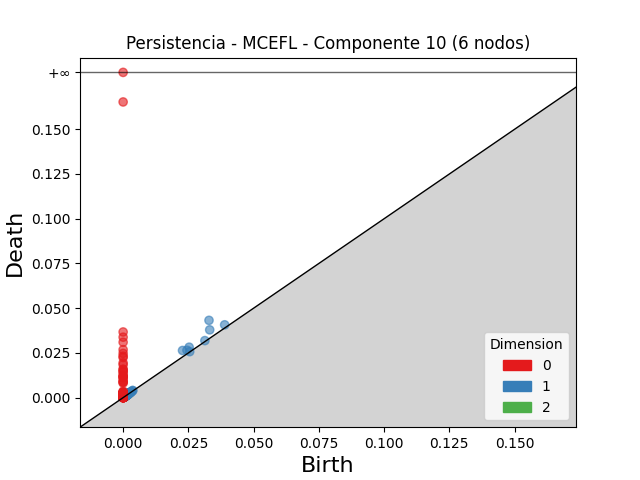 Persistencia - MCEFL - Componente 10 (6 nodos)
+∞
0.150
0.125
0.100
0.075
0.050
0.025
0.000
Death
Dimension
0
1
2
0.000 0.025 0.050 0.075 0.100 0.125 0.150
Birth